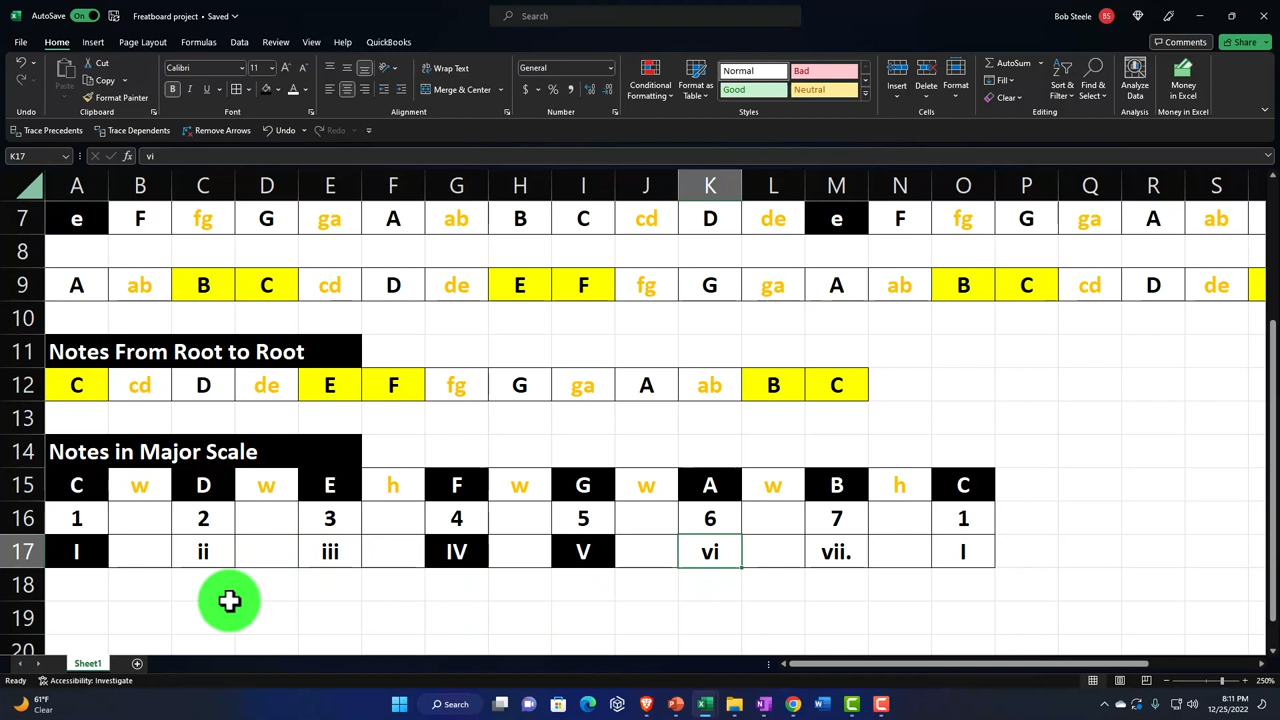 AutoSave On Freatboard project • Saved Search Bob Steele BS
File Home Insert Page Layout Formulas Data Review View Help QuickBooks Comments Share
Cut Calibri 11 Wrap Text General Normal Bad AutoSum
Copy Fill
Paste Format Painter B I U Merge & Center $ % Conditional Formatting Format as Table Good Neutral Insert Delete Format Clear Sort & Filter Find & Select Analyze Data Money in Excel
Undo Clipboard Font Alignment Number Styles Cells Editing Analysis Money in Excel
Trace Precedents Trace Dependents Remove Arrows Undo Redo
K17 fx vi
A B C D E F G H I J K L M N O P Q R S
7 e F fg G ga A ab B C cd D de e F fg G ga A ab
8
9 A ab B C cd D de E F fg G ga A ab B C cd D de
10
11 Notes From Root to Root
12 C cd D de E F fg G ga A ab B C
13
14 Notes in Major Scale
15 C w D w E h F w G w A w B h C
16 1 2 3 4 5 6 7 1
17 I ii iii IV V vi vii. I
18
19
20
Sheet1
Ready Accessibility: Investigate 250%
61°F
Clear
Search
8:11 PM
12/25/2022